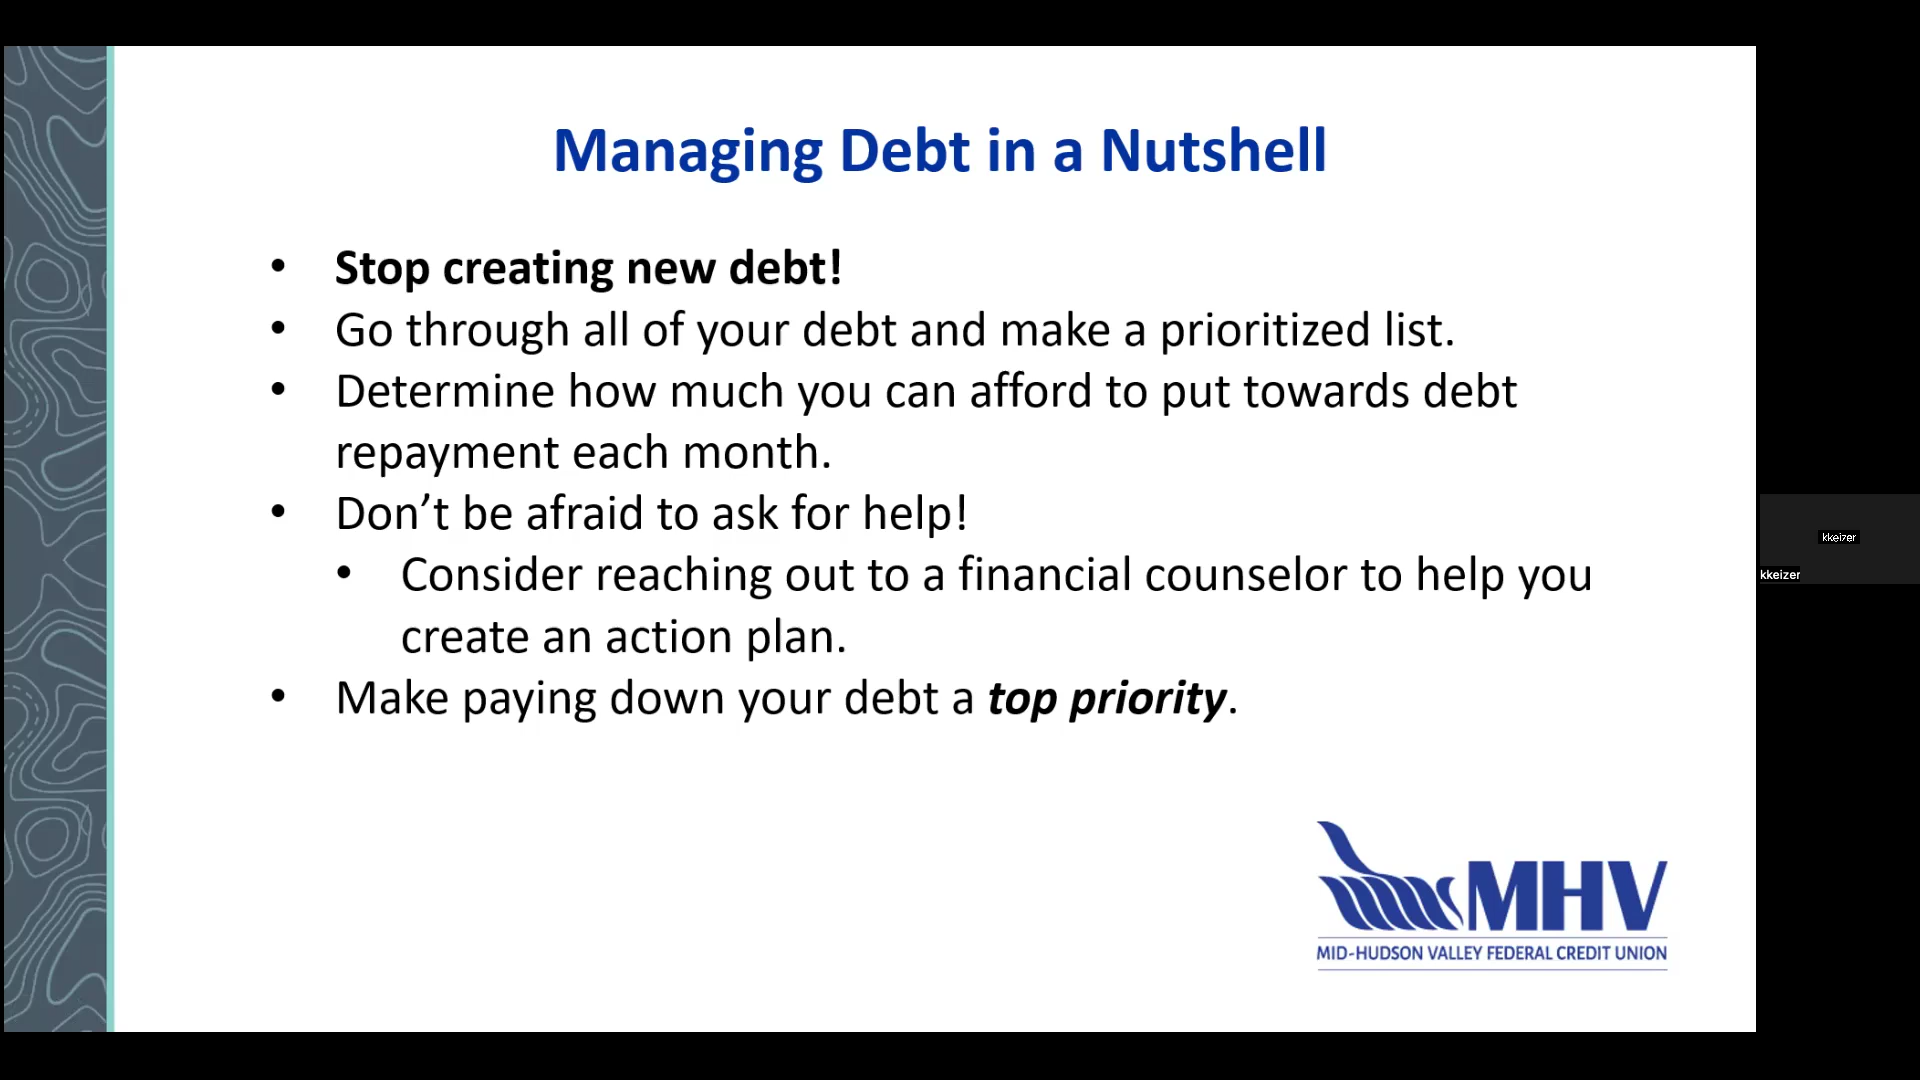 Managing Debt in a Nutshell
• Stop creating new debt!
• Go through all of your debt and make a prioritized list.
• Determine how much you can afford to put towards debt
repayment each month.
• Don’t be afraid to ask for help!
• Consider reaching out to a financial counselor to help you
create an action plan.
• Make paying down your debt a top priority.
MHV
MID-HUDSON VALLEY FEDERAL CREDIT UNION
kkeizer
kkeizer